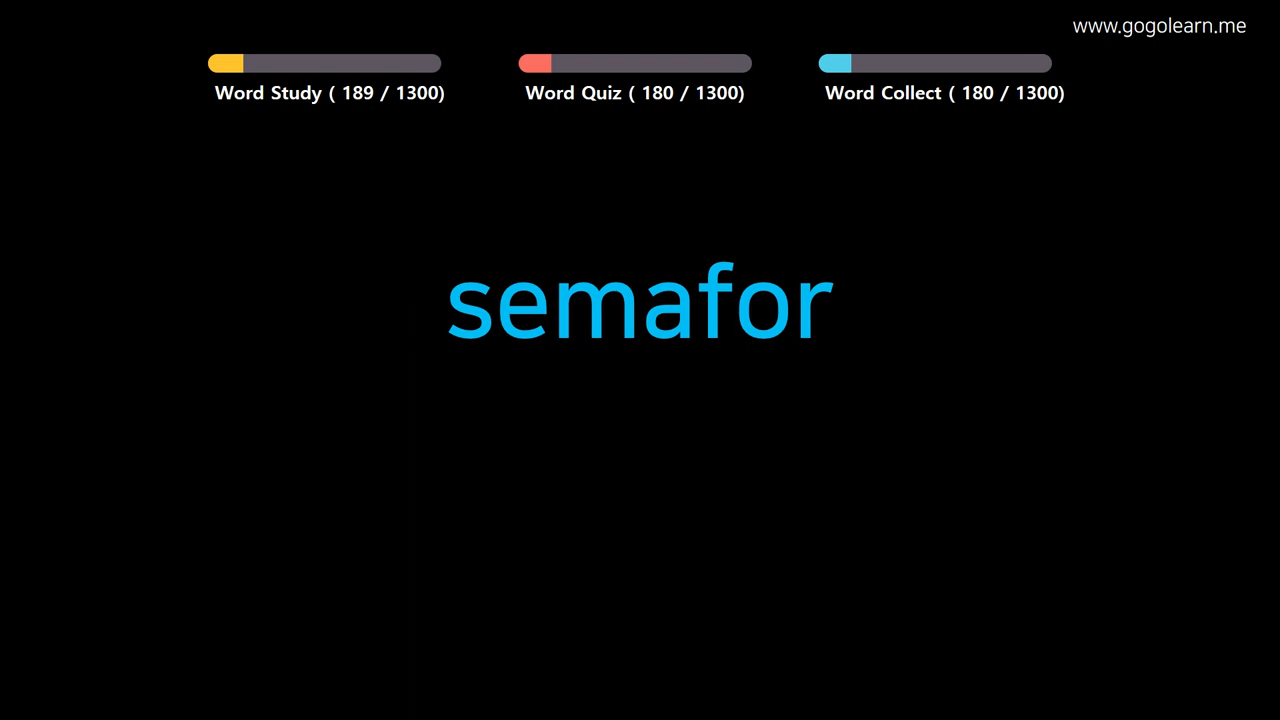 www.gogolearn.me
Word Study ( 189 / 1300)
Word Quiz ( 180 / 1300)
Word Collect ( 180 / 1300)
semafor